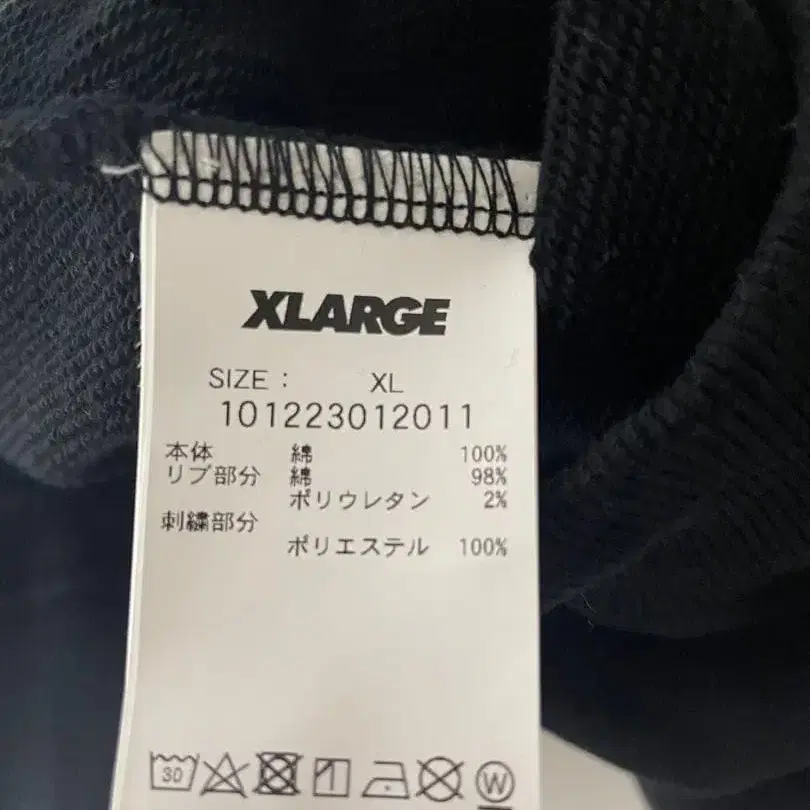 XLARGE
SIZE : XL
101223012011
本体 綿 100%
リブ部分 綿 98%
ポリウレタン 2%
刺繍部分
ポリエステル 100%
30
W